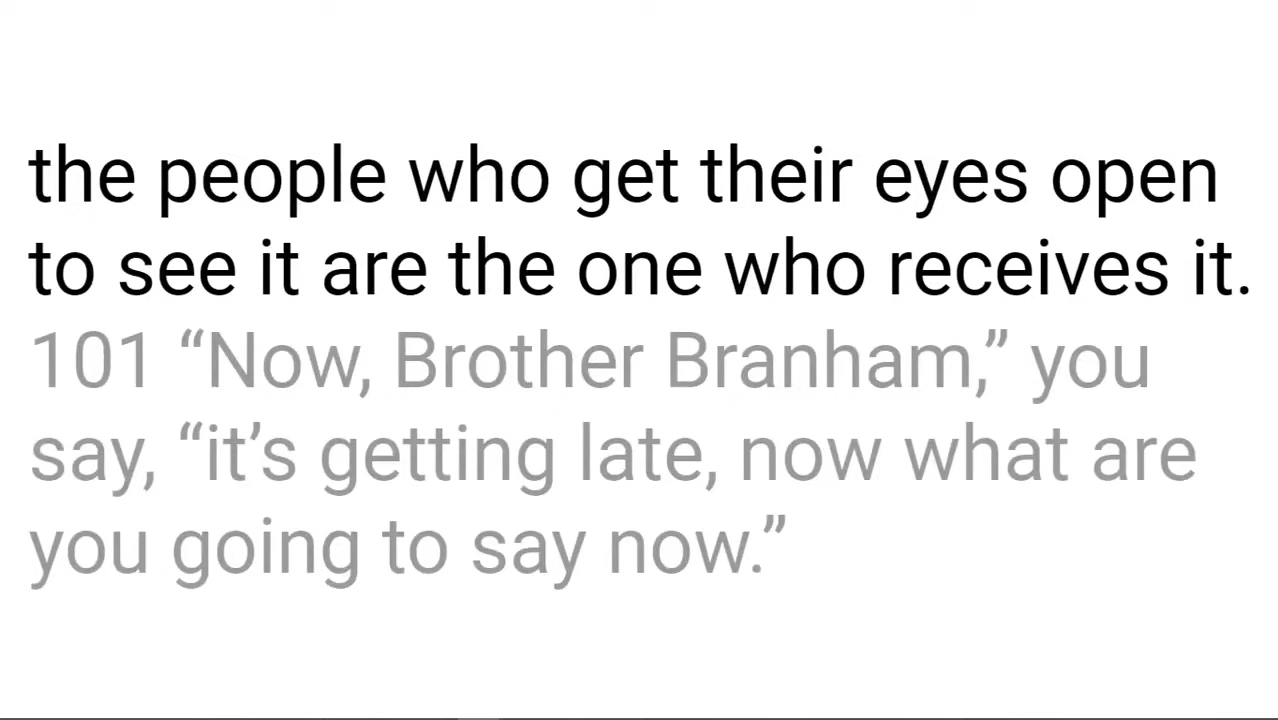 the people who get their eyes open
to see it are the one who receives it.
101 “Now, Brother Branham,” you
say, “it’s getting late, now what are
you going to say now.”